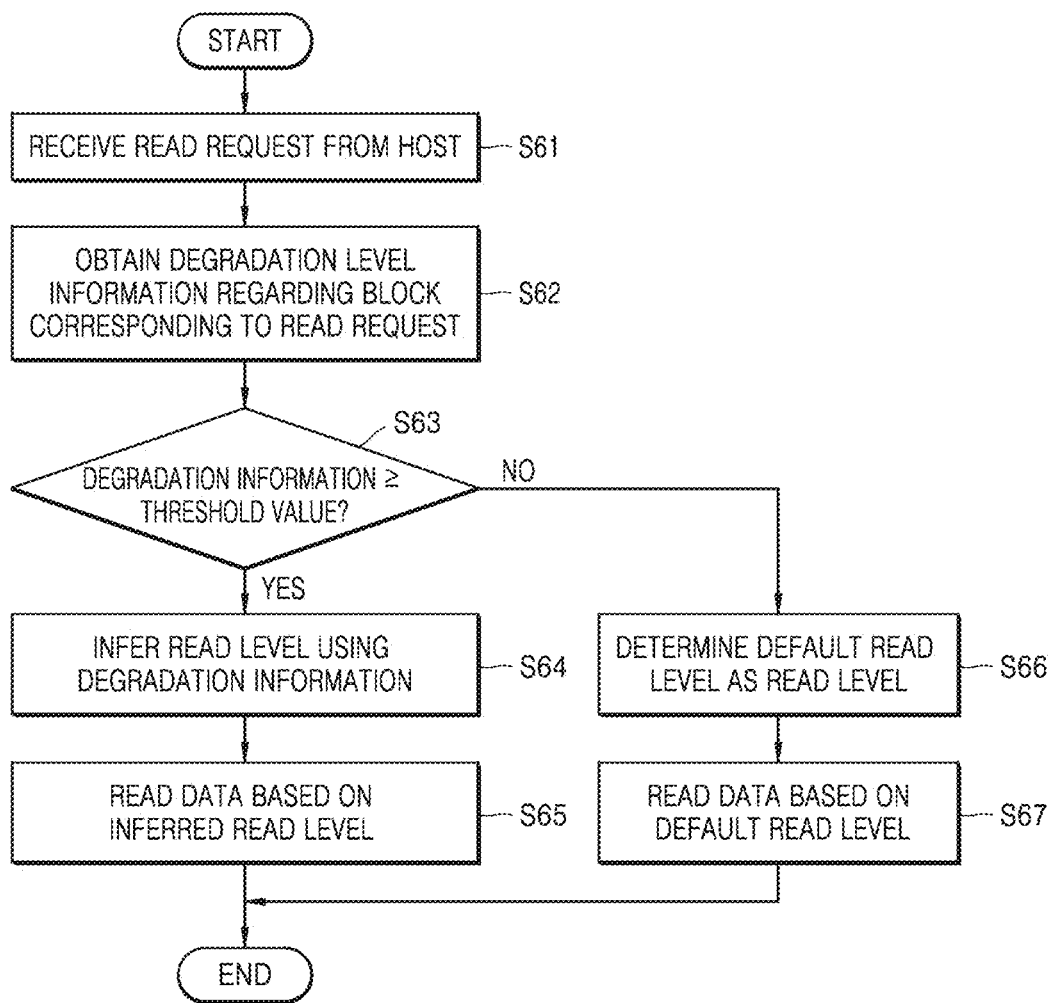 START
RECEIVE READ REQUEST FROM HOST
S61
OBTAIN DEGRADATION LEVEL
INFORMATION REGARDING BLOCK
CORRESPONDING TO READ REQUEST
S62
S63
DEGRADATION INFORMATION ≥
THRESHOLD VALUE?
NO
YES
INFER READ LEVEL USING
DEGRADATION INFORMATION
S64
DETERMINE DEFAULT READ
LEVEL AS READ LEVEL
S66
READ DATA BASED ON
INFERRED READ LEVEL
S65
READ DATA BASED ON
DEFAULT READ LEVEL
S67
END